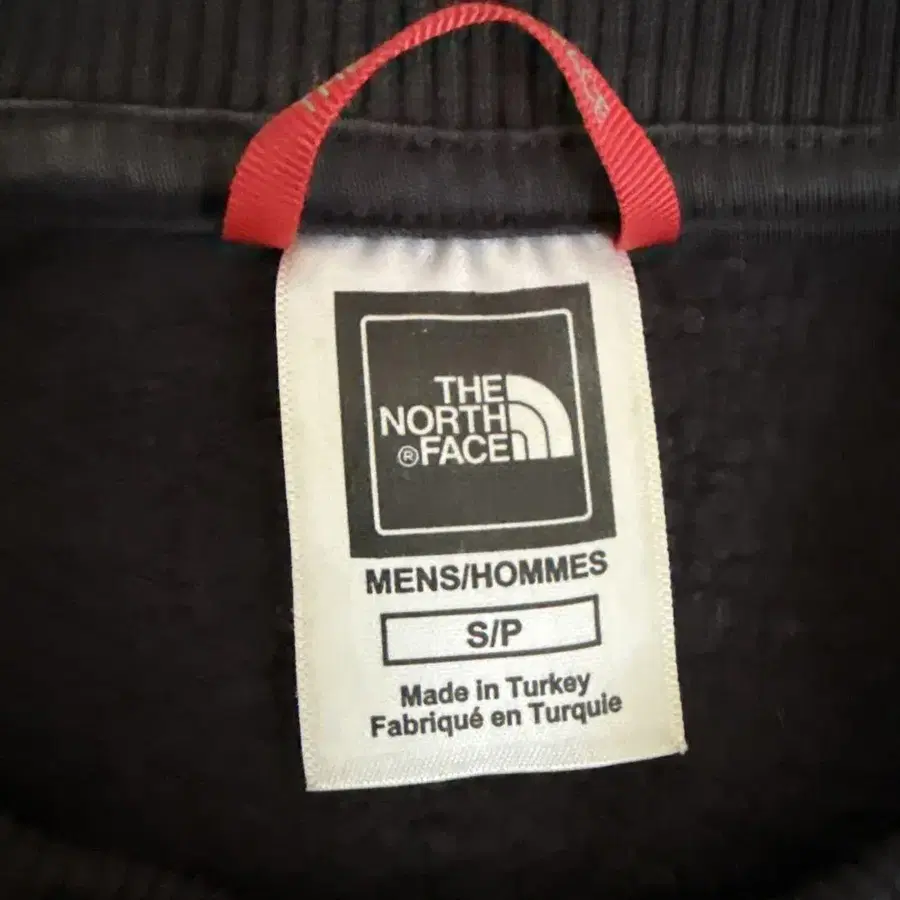 THE
NORTH
®FACE
MENS/HOMMES
S/P
Made in Turkey
Fabriqué en Turquie